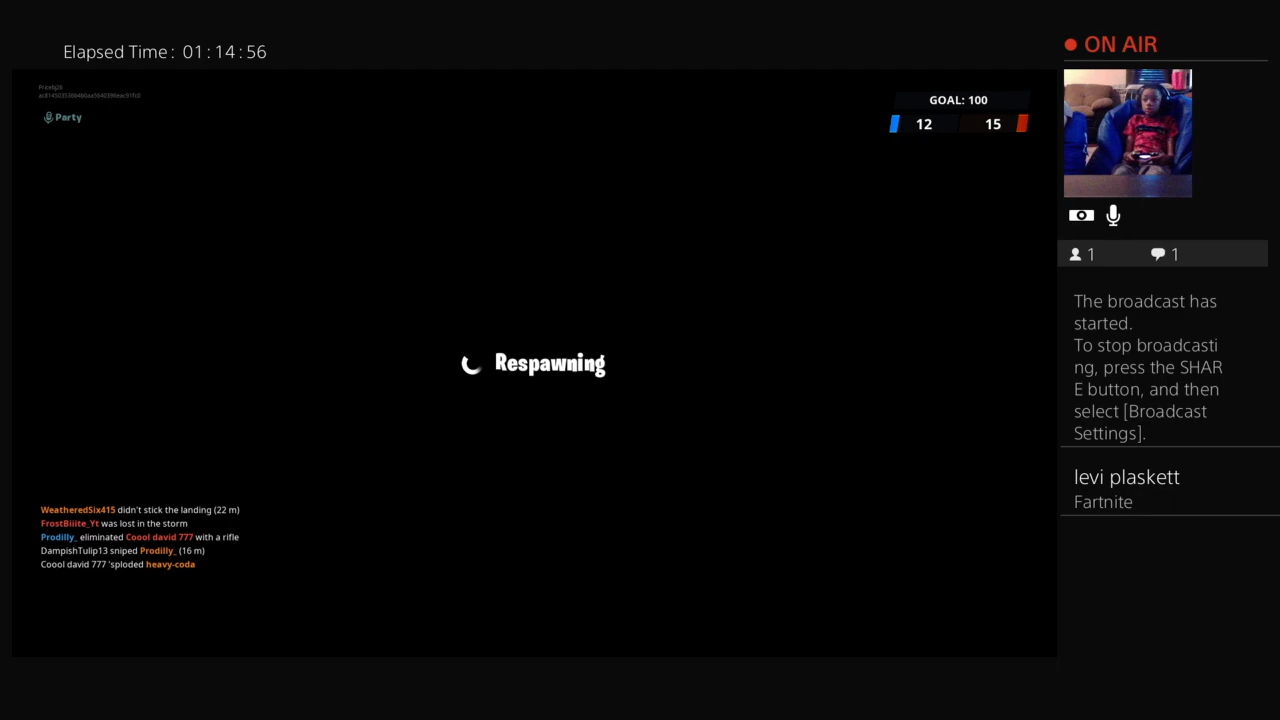 Elapsed Time: 01:14:56
ON AIR
Pricebj28
Party
GOAL: 100
12 15
1 1
The broadcast has
started.
To stop broadcasti
ng, press the SHAR
E button, and then
select [Broadcast
Settings].
Respawning
levi plaskett
Fartnite
WeatheredSix415 didn't stick the landing (22 m)
FrostBiiite_Yt was lost in the storm
Prodilly_ eliminated Coool david 777 with a rifle
DampishTulip13 sniped Prodilly_ (16 m)
Coool david 777 'sploded heavy-coda